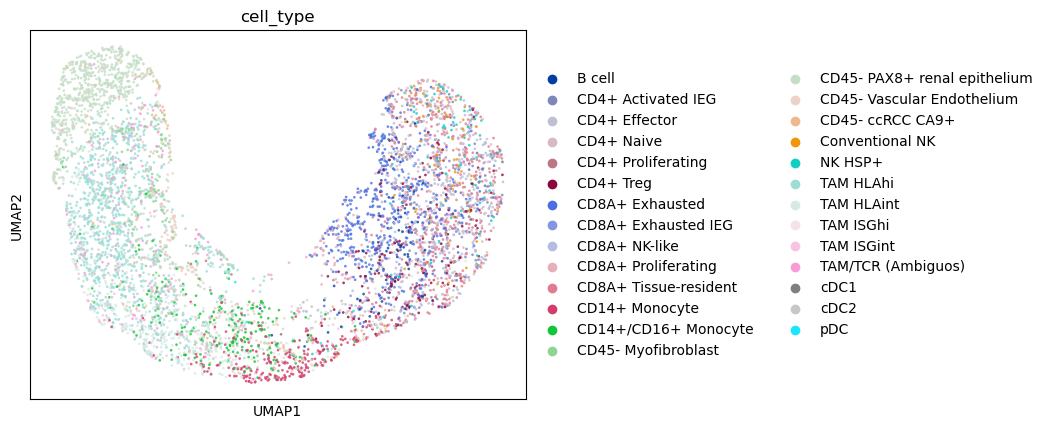 cell_type
UMAP2
UMAP1
B cell
CD4+ Activated IEG
CD4+ Effector
CD4+ Naive
CD4+ Proliferating
CD4+ Treg
CD8A+ Exhausted
CD8A+ Exhausted IEG
CD8A+ NK-like
CD8A+ Proliferating
CD8A+ Tissue-resident
CD14+ Monocyte
CD14+/CD16+ Monocyte
CD45- Myofibroblast
CD45- PAX8+ renal epithelium
CD45- Vascular Endothelium
CD45- ccRCC CA9+
Conventional NK
NK HSP+
TAM HLAhi
TAM HLAint
TAM ISGhi
TAM ISGint
TAM/TCR (Ambiguos)
cDC1
cDC2
pDC